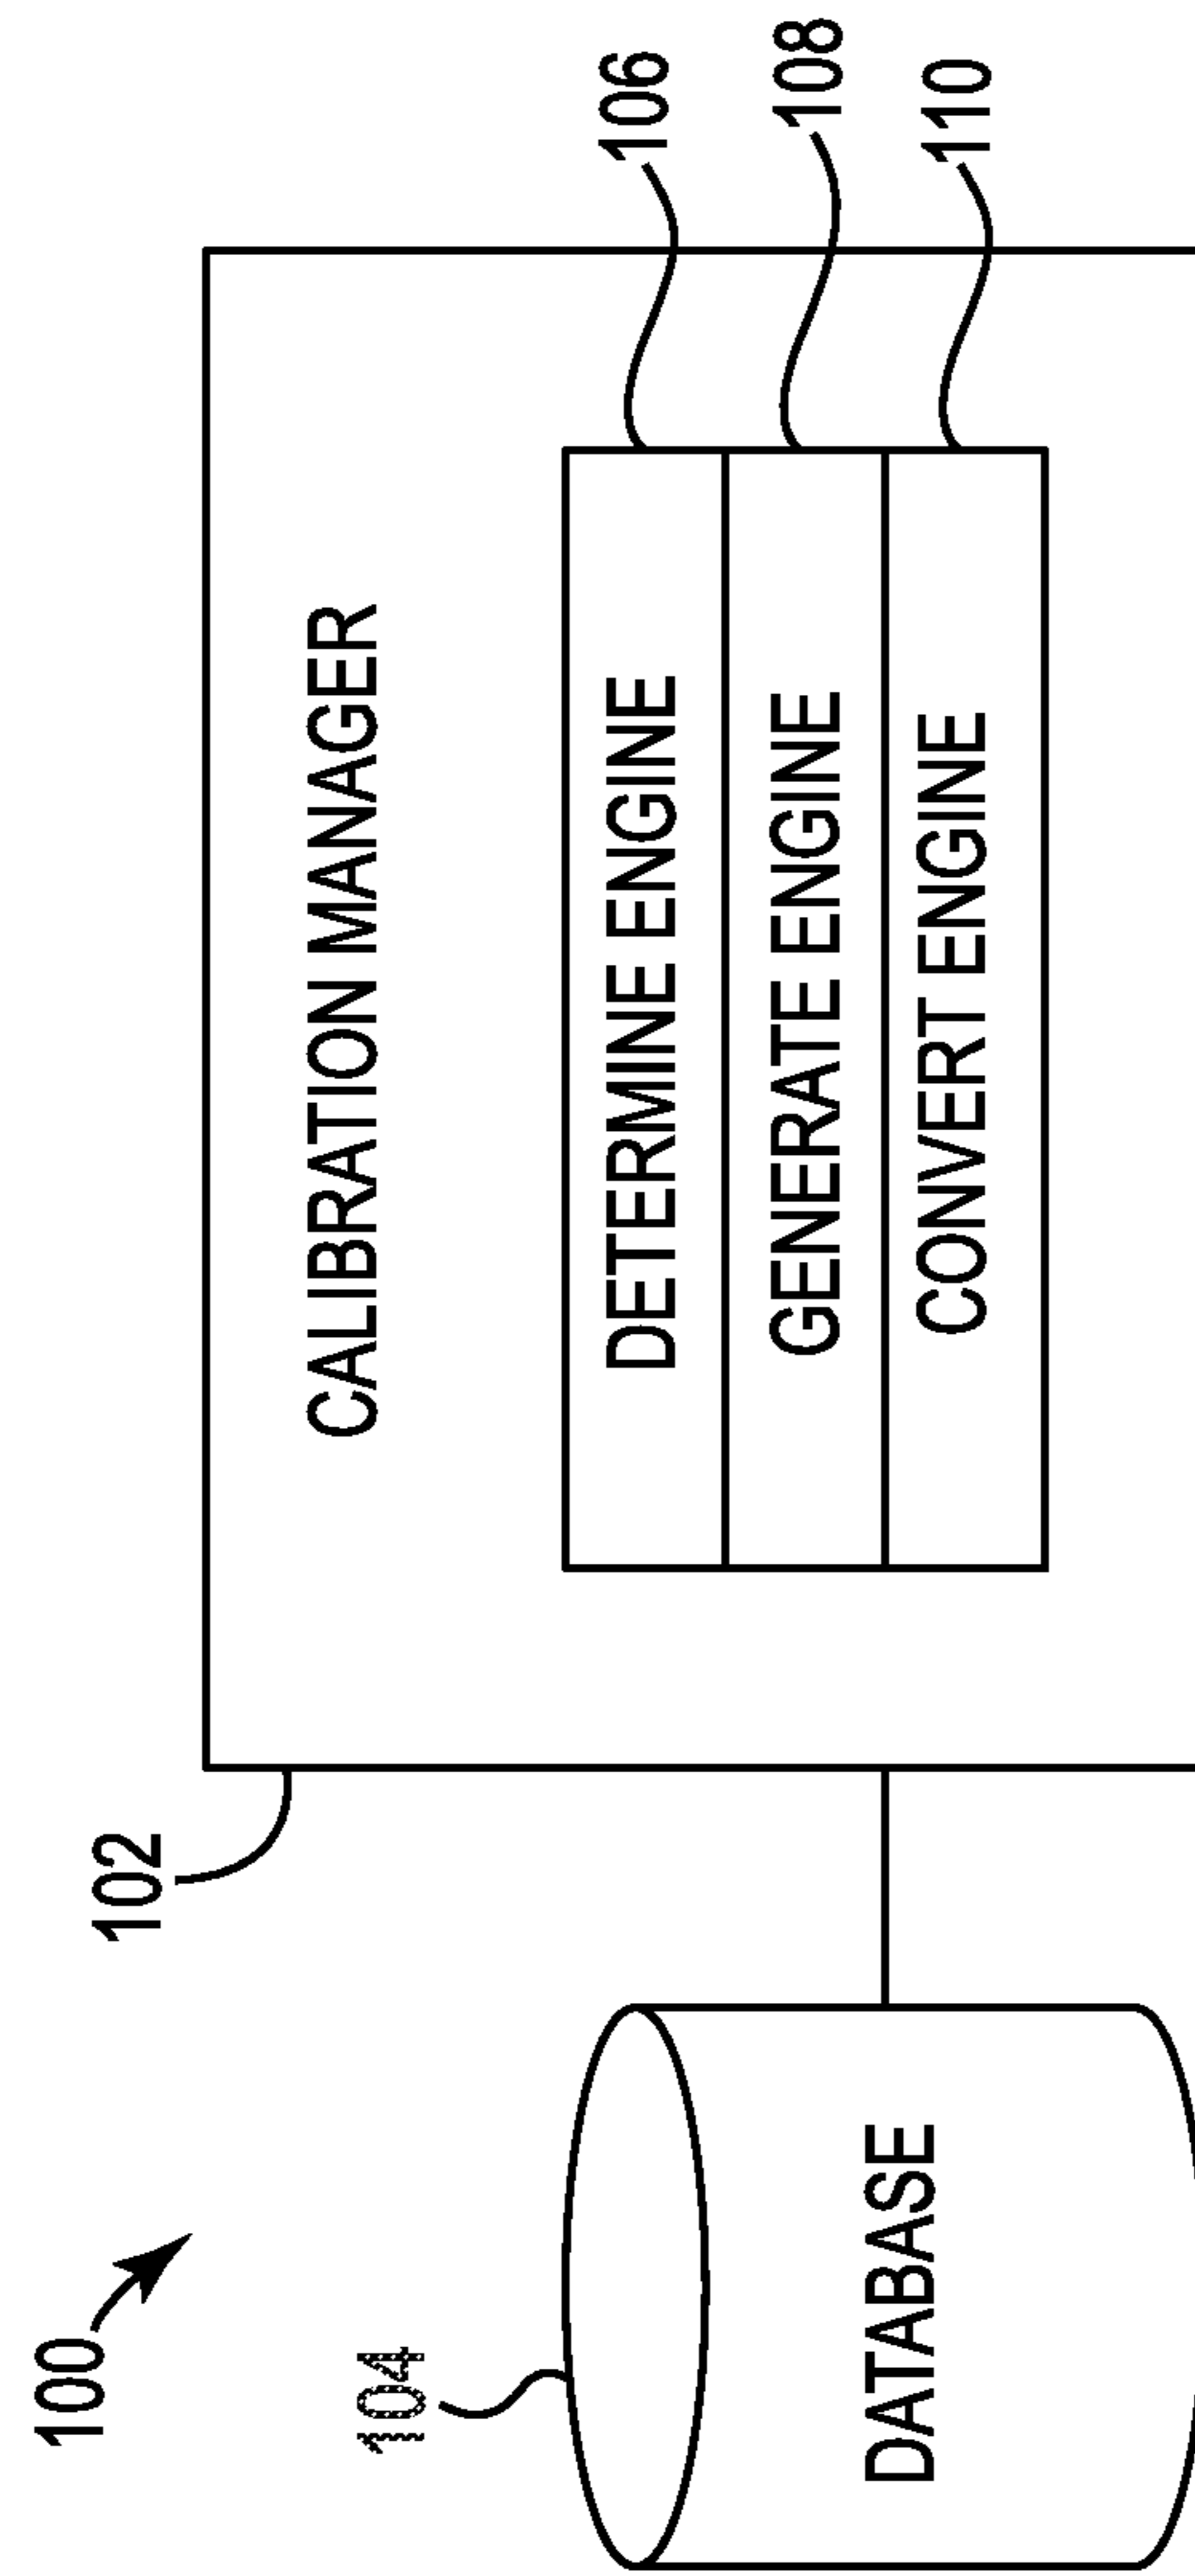 100
102
CALIBRATION MANAGER
104
DETERMINE ENGINE
106
GENERATE ENGINE
108
CONVERT ENGINE
110
DATABASE